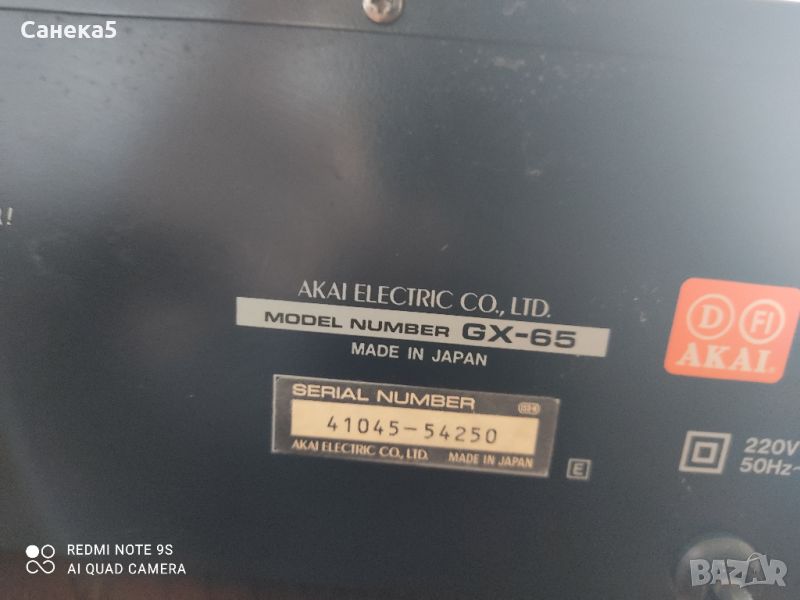 Санека5
R!
AKAI ELECTRIC CO., LTD.
MODEL NUMBER GX-65
MADE IN JAPAN
D FI
AKAI
SERIAL NUMBER
41045-54250
AKAI ELECTRIC CO., LTD. MADE IN JAPAN
E
220V
50Hz~
REDMI NOTE 9S
AI QUAD CAMERA
BAZAR